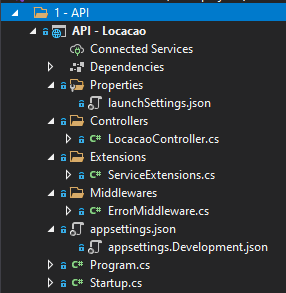 1 - API
API - Locacao
Connected Services
Dependencies
Properties
launchSettings.json
Controllers
C# LocacaoController.cs
Extensions
C# ServiceExtensions.cs
Middlewares
C# ErrorMiddleware.cs
appsettings.json
appsettings.Development.json
C# Program.cs
C# Startup.cs